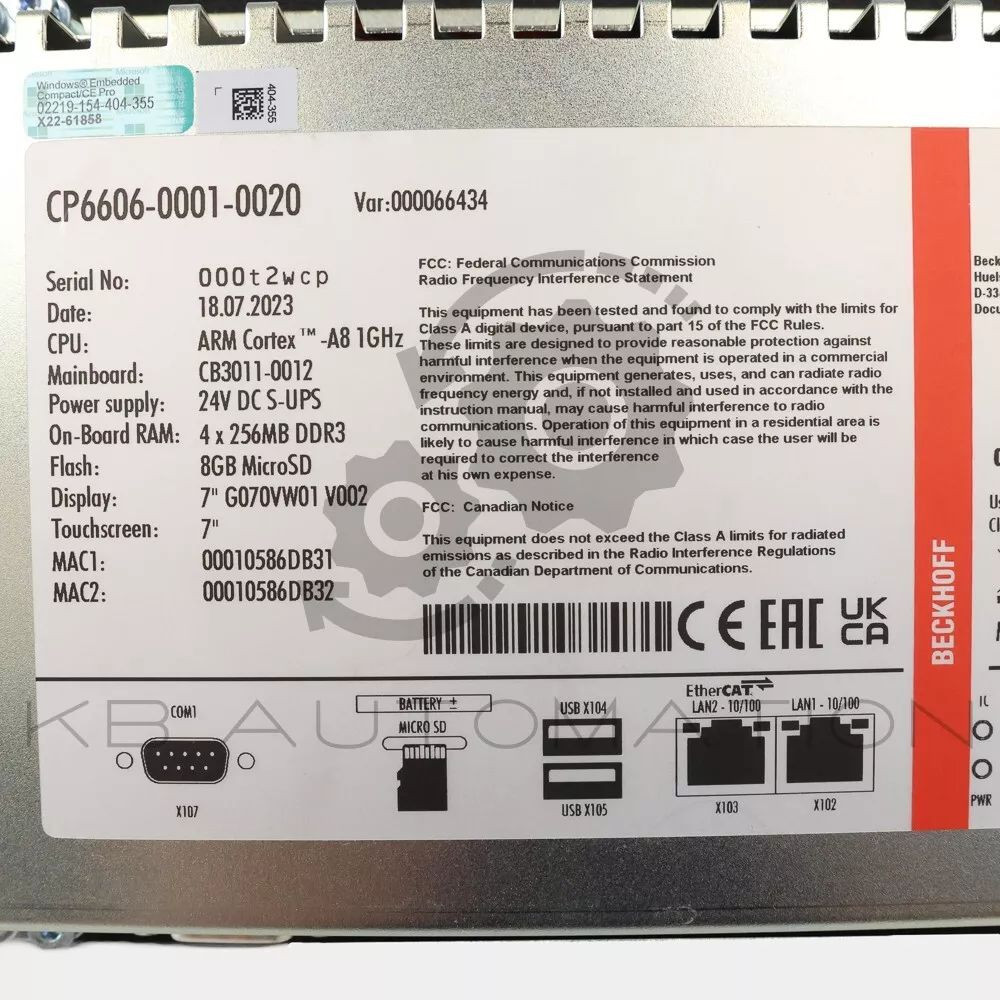 Microsoft
Windows® Embedded
Compact/CE Pro
02219-154-404-355
X22-61858
L
404-355
CP6606-0001-0020 Var:000066434
Serial No: 000t2wcp
Date: 18.07.2023
CPU: ARM Cortex™-A8 1GHz
Mainboard: CB3011-0012
Power supply: 24V DC S-UPS
On-Board RAM: 4 x 256MB DDR3
Flash: 8GB MicroSD
Display: 7" G070VW01 V002
Touchscreen: 7"
MAC1: 00010586DB31
MAC2: 00010586DB32
FCC: Federal Communications Commission
Radio Frequency Interference Statement
This equipment has been tested and found to comply with the limits for
Class A digital device, pursuant to part 15 of the FCC Rules.
These limits are designed to provide reasonable protection against
harmful interference when the equipment is operated in a commercial
environment. This equipment generates, uses, and can radiate radio
frequency energy and, if not installed and used in accordance with the
instruction manual, may cause harmful interference to radio
communications. Operation of this equipment in a residential area is
likely to cause harmful interference in which case the user will be
required to correct the interference
at his own expense.
FCC: Canadian Notice
This equipment does not exceed the Class A limits for radiated
emissions as described in the Radio Interference Regulations
of the Canadian Department of Communications.
CE EAC UK
CA
BECKHOFF
Beck
Huels
D-33
Docu
KB AUTOMATION
COM1
X107
BATTERY ±
MICRO SD
USB X104
USB X105
EtherCAT
LAN2 - 10/100 LAN1 - 10/100
X103 X102
PWR